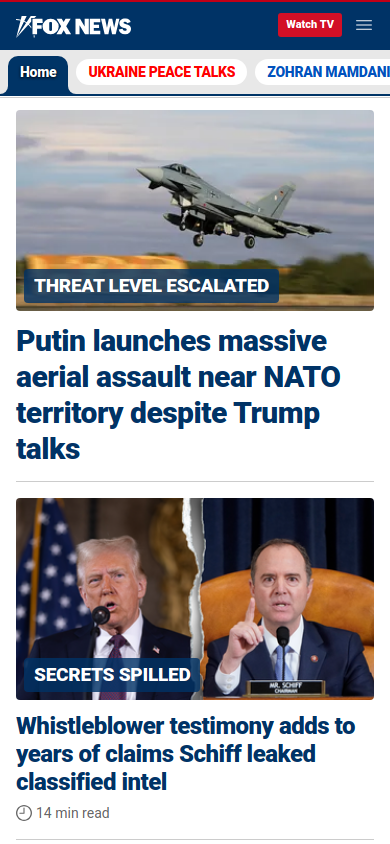 FOX NEWS
Watch TV
Home
UKRAINE PEACE TALKS
ZOHRAN MAMDANI
THREAT LEVEL ESCALATED
Putin launches massive
aerial assault near NATO
territory despite Trump
talks
MR. SCHIFF
CHAIRMAN
SECRETS SPILLED
Whistleblower testimony adds to
years of claims Schiff leaked
classified intel
14 min read